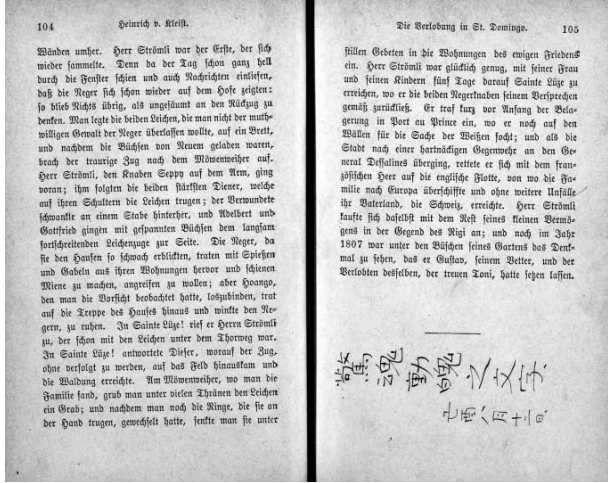 104
Heinrich v. Kleist.
Wänden umher. Herr Strömli war der Erste, der sich
wieder sammelte. Denn da der Tag schon ganz hell
durch die Fenster schien und auch Nachrichten einliefen,
daß die Neger sich schon wieder auf dem Hofe zeigten:
so blieb Nichts übrig, als ungesäumt an den Rückzug zu
denken. Man legte die beiden Leichen, die man nicht der muth-
willigen Gewalt der Neger überlassen wollte, auf ein Brett,
und nachdem die Büchsen von Neuem geladen waren,
brach der traurige Zug nach dem Möwenweiher auf.
Herr Strömli, den Knaben Seppy auf dem Arm, ging
voran; ihm folgten die beiden stärksten Diener, welche
auf ihren Schultern die Leichen trugen; der Verwundete
schwankte an einem Stabe hinterher, und Adelbert und
Gottfried gingen mit gespannten Büchsen dem langsam
fortschreitenden Leichenzuge zur Seite. Die Neger, da
sie den Haufen so schwach erblickten, traten mit Spießen
und Gabeln aus ihren Wohnungen hervor und schienen
Miene zu machen, angreifen zu wollen; aber Hoango,
den man die Vorsicht beobachtet hatte, loszubinden, trat
auf die Treppe des Hauses hinaus und winkte den Ne-
gern, zu ruhen. In Sainte Lüze! rief er Herrn Strömli
zu, der schon mit den Leichen unter dem Thorweg war.
In Sainte Lüze! antwortete Dieser, worauf der Zug,
ohne verfolgt zu werden, auf das Feld hinauskam und
die Waldung erreichte. Am Möwenweiher, wo man die
Familie fand, grub man unter vielen Thränen den Leichen
ein Grab; und nachdem man noch die Ringe, die sie an
der Hand trugen, gewechselt hatte, senkte man sie unter
Die Verlobung in St. Domingo.
105
stillen Gebeten in die Wohnungen des ewigen Friedens
ein. Herr Strömli war glücklich genug, mit seiner Frau
und seinen Kindern fünf Tage darauf Sainte Lüze zu
erreichen, wo er die beiden Negerknaben seinem Versprechen
gemäß zurückließ. Er traf kurz vor Anfang der Bela-
gerung in Port au Prince ein, wo er noch auf den
Wällen für die Sache der Weißen focht; und als die
Stadt nach einer hartnäckigen Gegenwehr an den Ge-
neral Dessalines überging, rettete er sich mit dem fran-
zösischen Heer auf die englische Flotte, von wo die Fa-
milie nach Europa überschiffte und ohne weitere Unfälle
ihr Vaterland, die Schweiz, erreichte. Herr Strömli
kaufte sich daselbst mit dem Rest seines kleinen Vermö-
gens in der Gegend des Rigi an; und noch im Jahr
1807 war unter den Büschen seines Gartens das Denk-
mal zu sehen, das er Gustav, seinem Vetter, und der
Verlobten desselben, der treuen Toni, hatte setzen lassen.
驚魂動魄之文字
己酉八月十二日